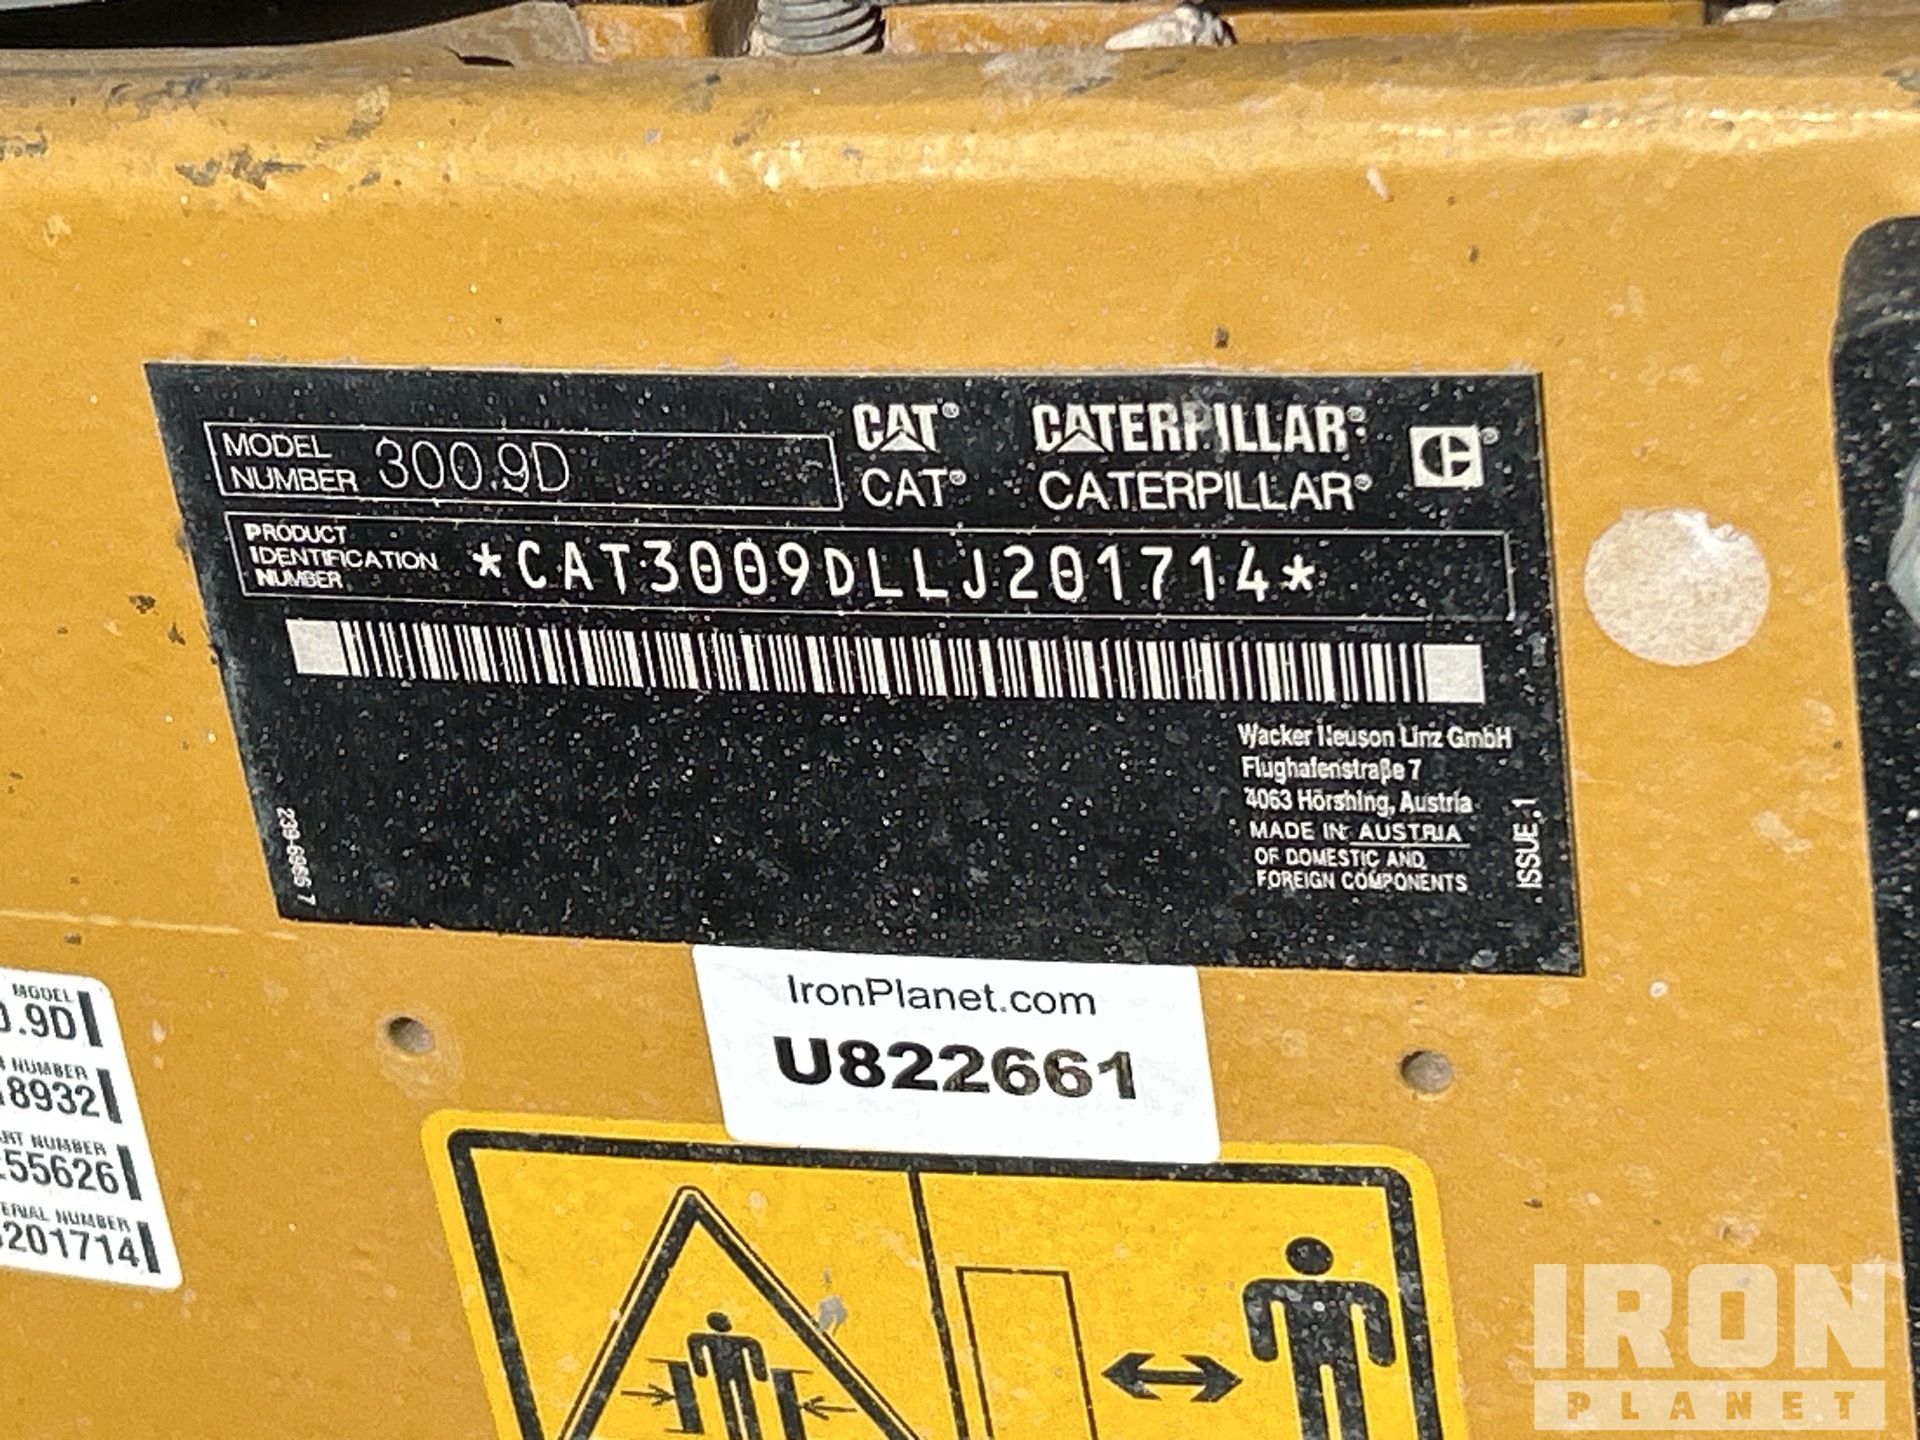 MODEL
NUMBER 300.9D
CAT® CATERPILLAR®
CAT® CATERPILLAR®
PRODUCT
IDENTIFICATION
NUMBER
*CAT3009DLLJ201714*
Wacker Neuson Linz GmbH
Flughafenstraße 7
4063 Hörshing, Austria
MADE IN AUSTRIA
OF DOMESTIC AND
FOREIGN COMPONENTS
ISSUE 1
IronPlanet.com
U822661
MODEL
.9D
NUMBER
8932
NUMBER
55626
NUMBER
201714
IRON
PLANET